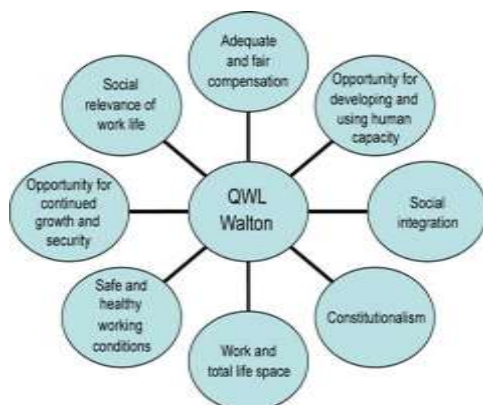 Adequate
and fair
compensation
Opportunity for
developing and
using human
capacity
Social
integration
Constitutionalism
Work and
total life space
Safe and
healthy
working
conditions
Opportunity for
continued
growth and
security
Social
relevance of
work life
QWL
Walton